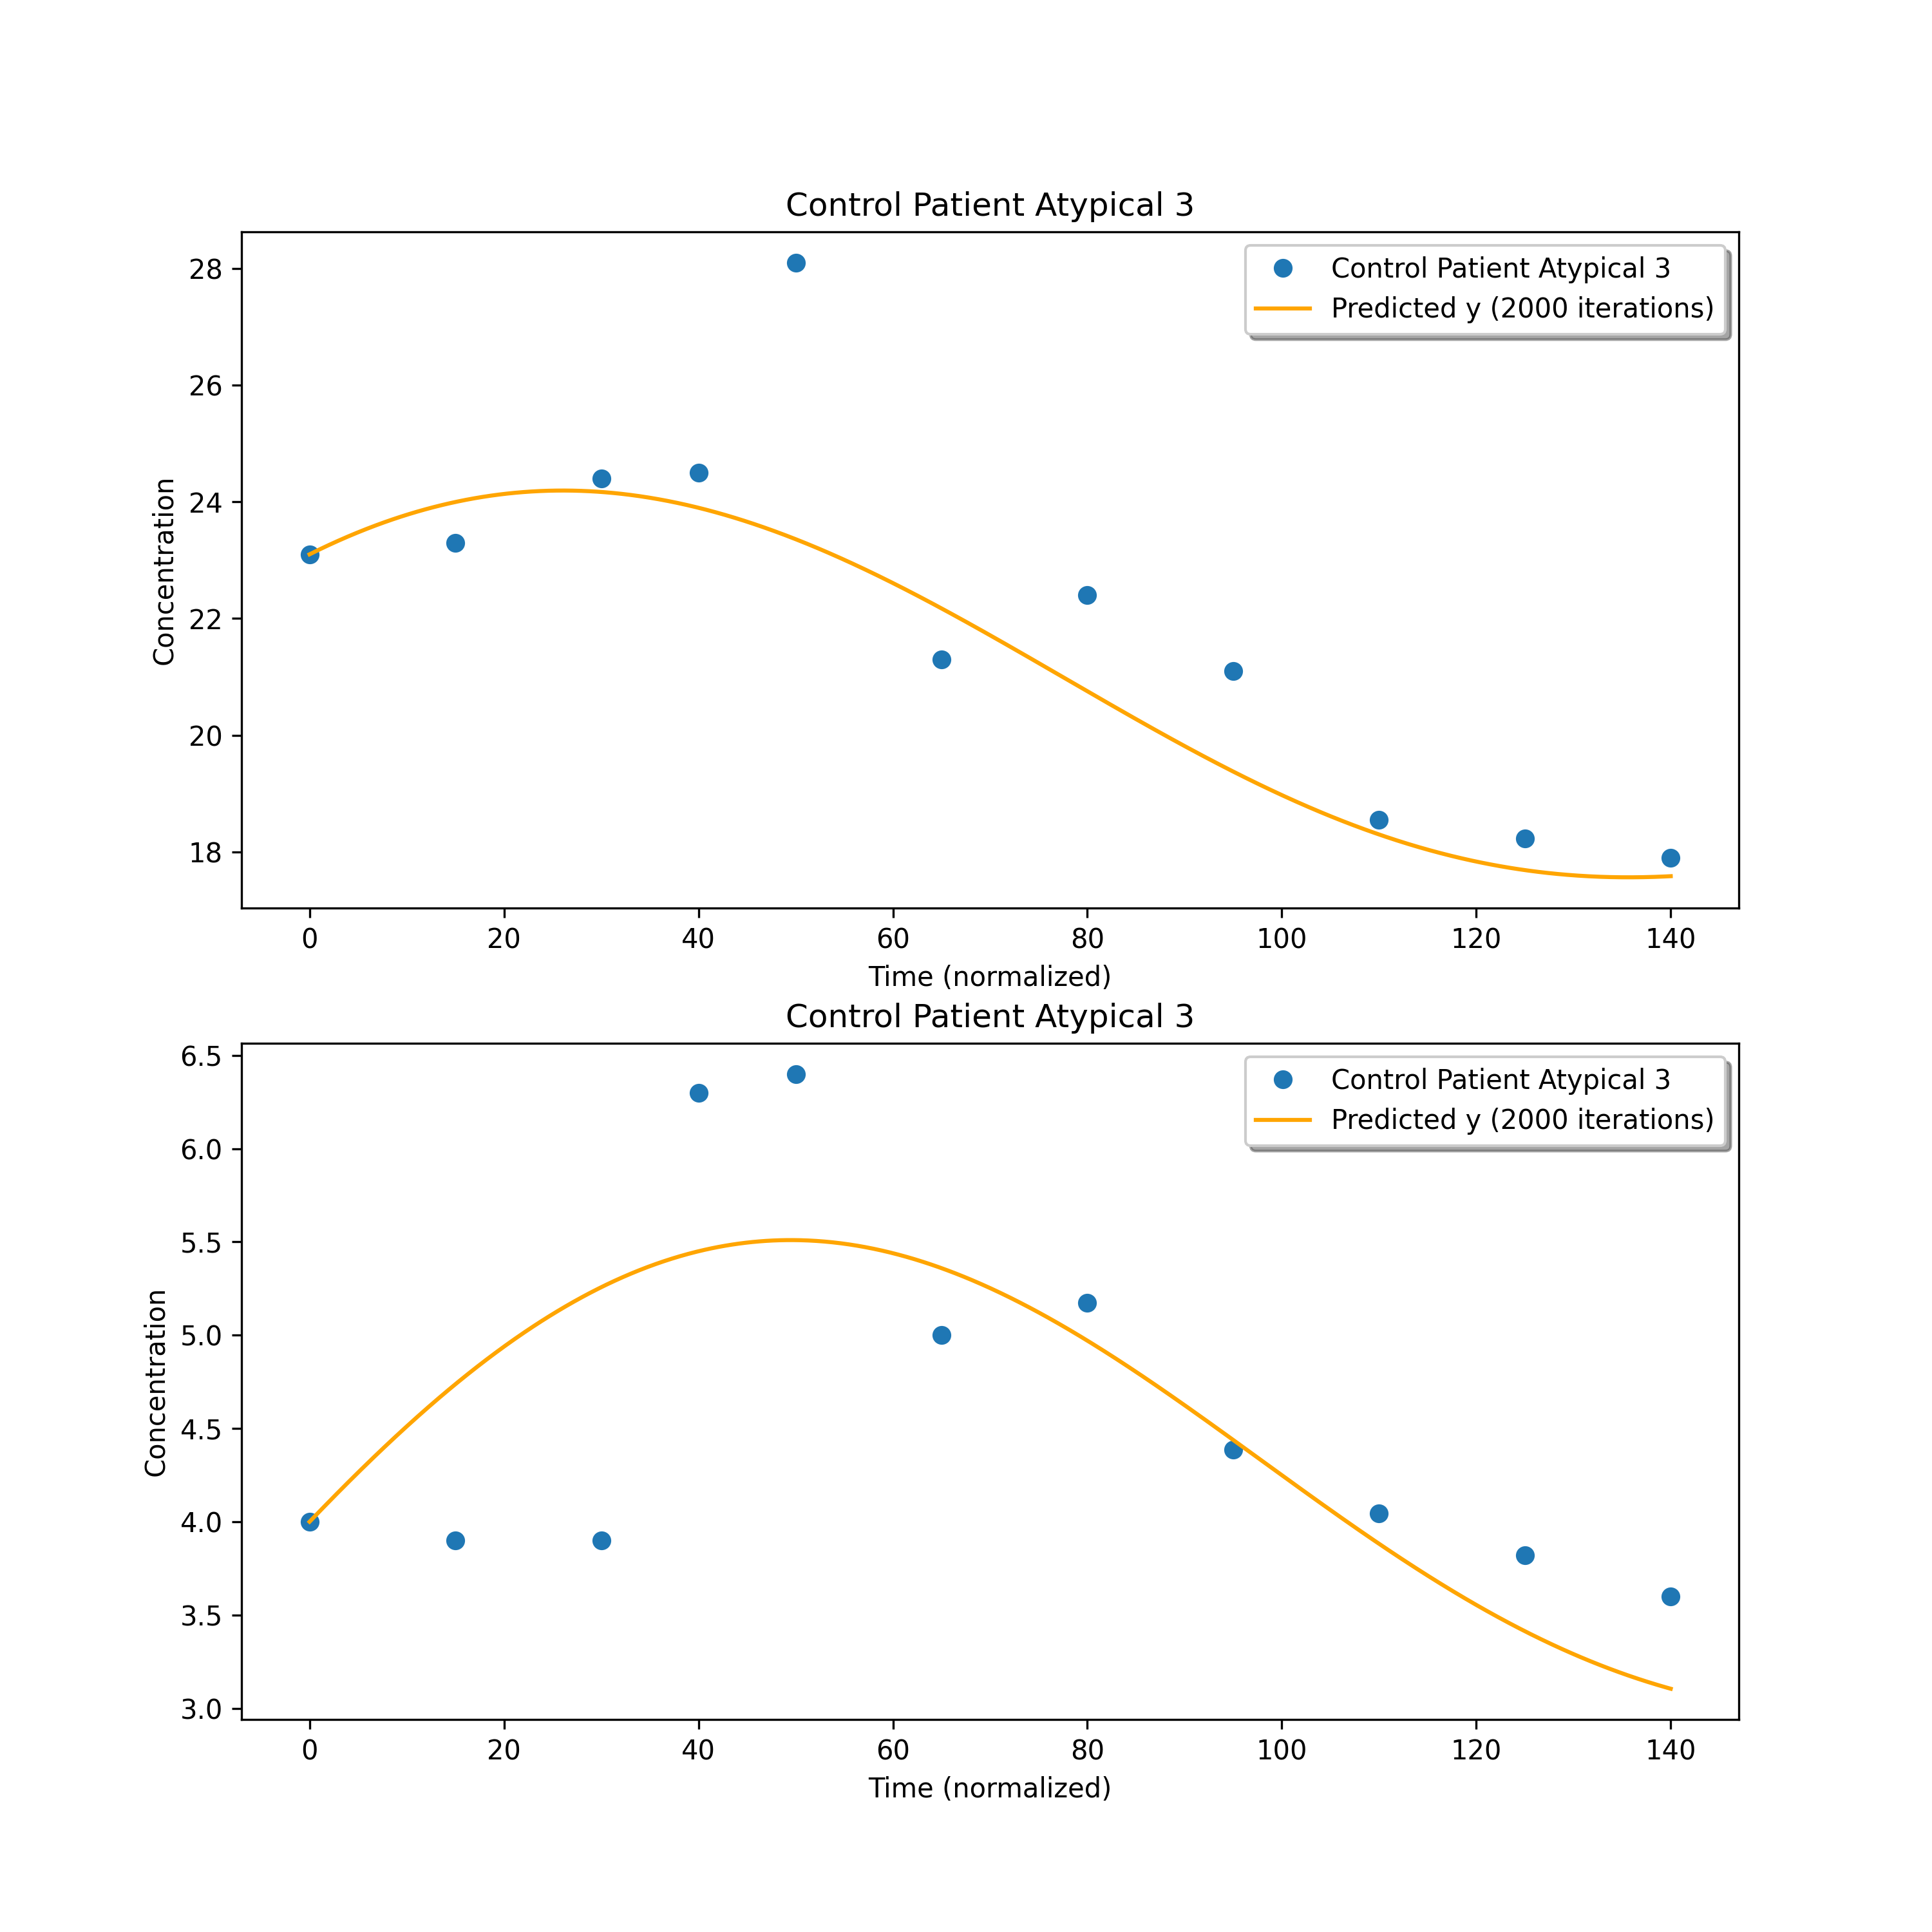 Control Patient Atypical 3
Control Patient Atypical 3
Predicted y (2000 iterations)
28
26
24
22
20
18
Concentration
0 20 40 60 80 100 120 140
Time (normalized)
Control Patient Atypical 3
Control Patient Atypical 3
Predicted y (2000 iterations)
6.5
6.0
5.5
5.0
4.5
4.0
3.5
3.0
Concentration
0 20 40 60 80 100 120 140
Time (normalized)